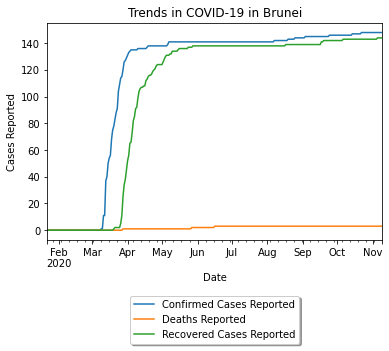 Trends in COVID-19 in Brunei
Cases Reported
140
120
100
80
60
40
20
0
Feb Mar Apr May Jun Jul Aug Sep Oct Nov
2020
Date
Confirmed Cases Reported
Deaths Reported
Recovered Cases Reported